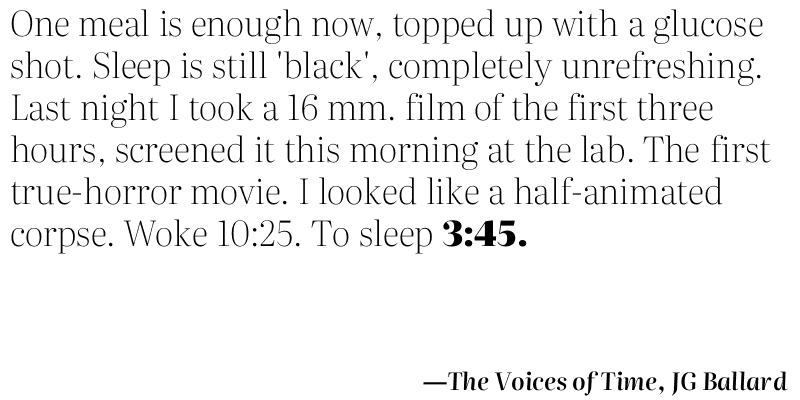 One meal is enough now, topped up with a glucose
shot. Sleep is still 'black', completely unrefreshing.
Last night I took a 16 mm. film of the first three
hours, screened it this morning at the lab. The first
true-horror movie. I looked like a half-animated
corpse. Woke 10:25. To sleep 3:45.
—The Voices of Time, JG Ballard